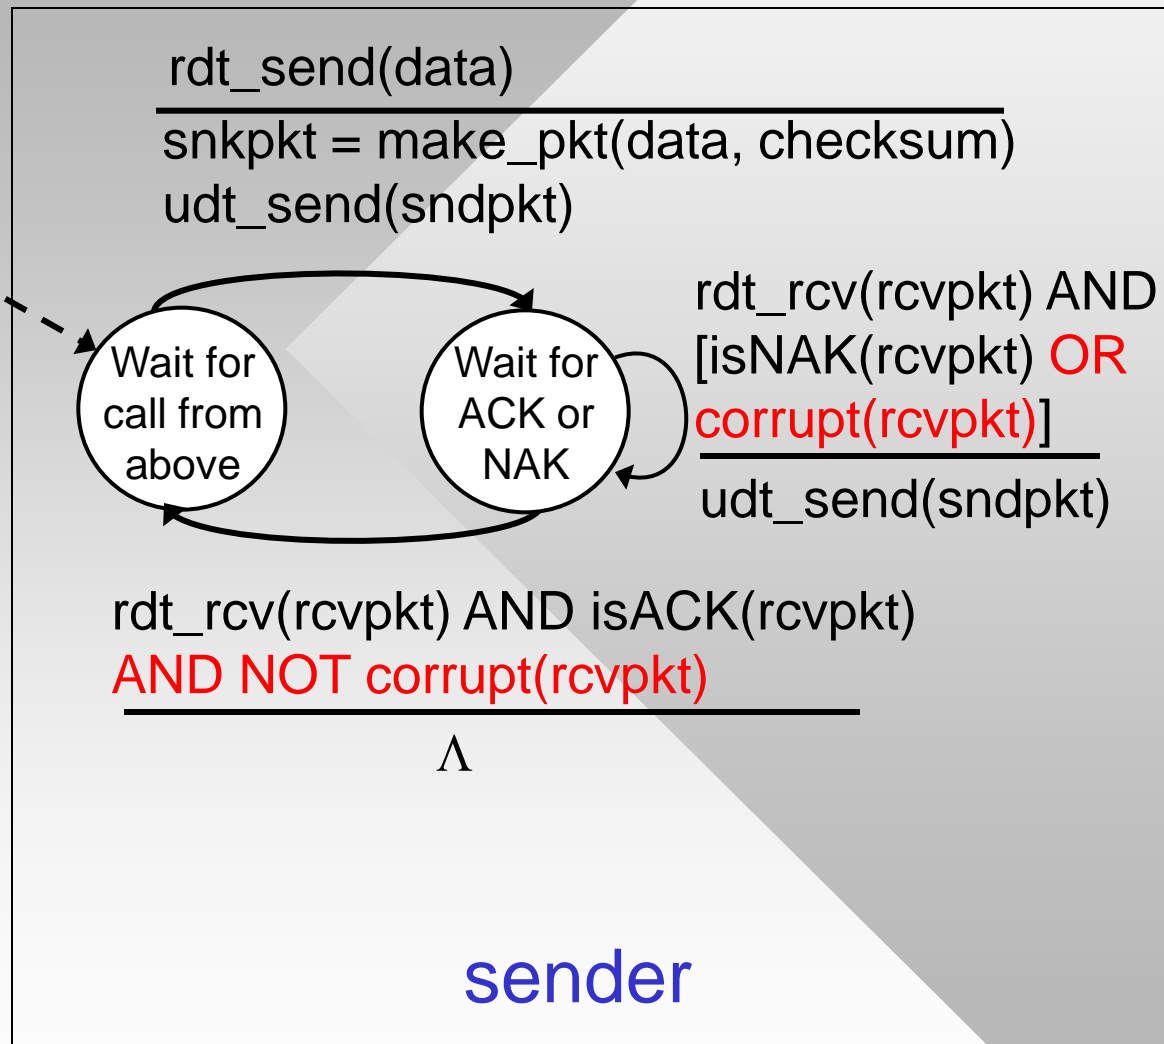 rdt_send(data)
snkpkt = make_pkt(data, checksum)
udt_send(sndpkt)
Wait for
call from
above
Wait for
ACK or
NAK
rdt_rcv(rcvpkt) AND
[isNAK(rcvpkt) OR
corrupt(rcvpkt)]
udt_send(sndpkt)
rdt_rcv(rcvpkt) AND isACK(rcvpkt)
AND NOT corrupt(rcvpkt)
Λ
sender